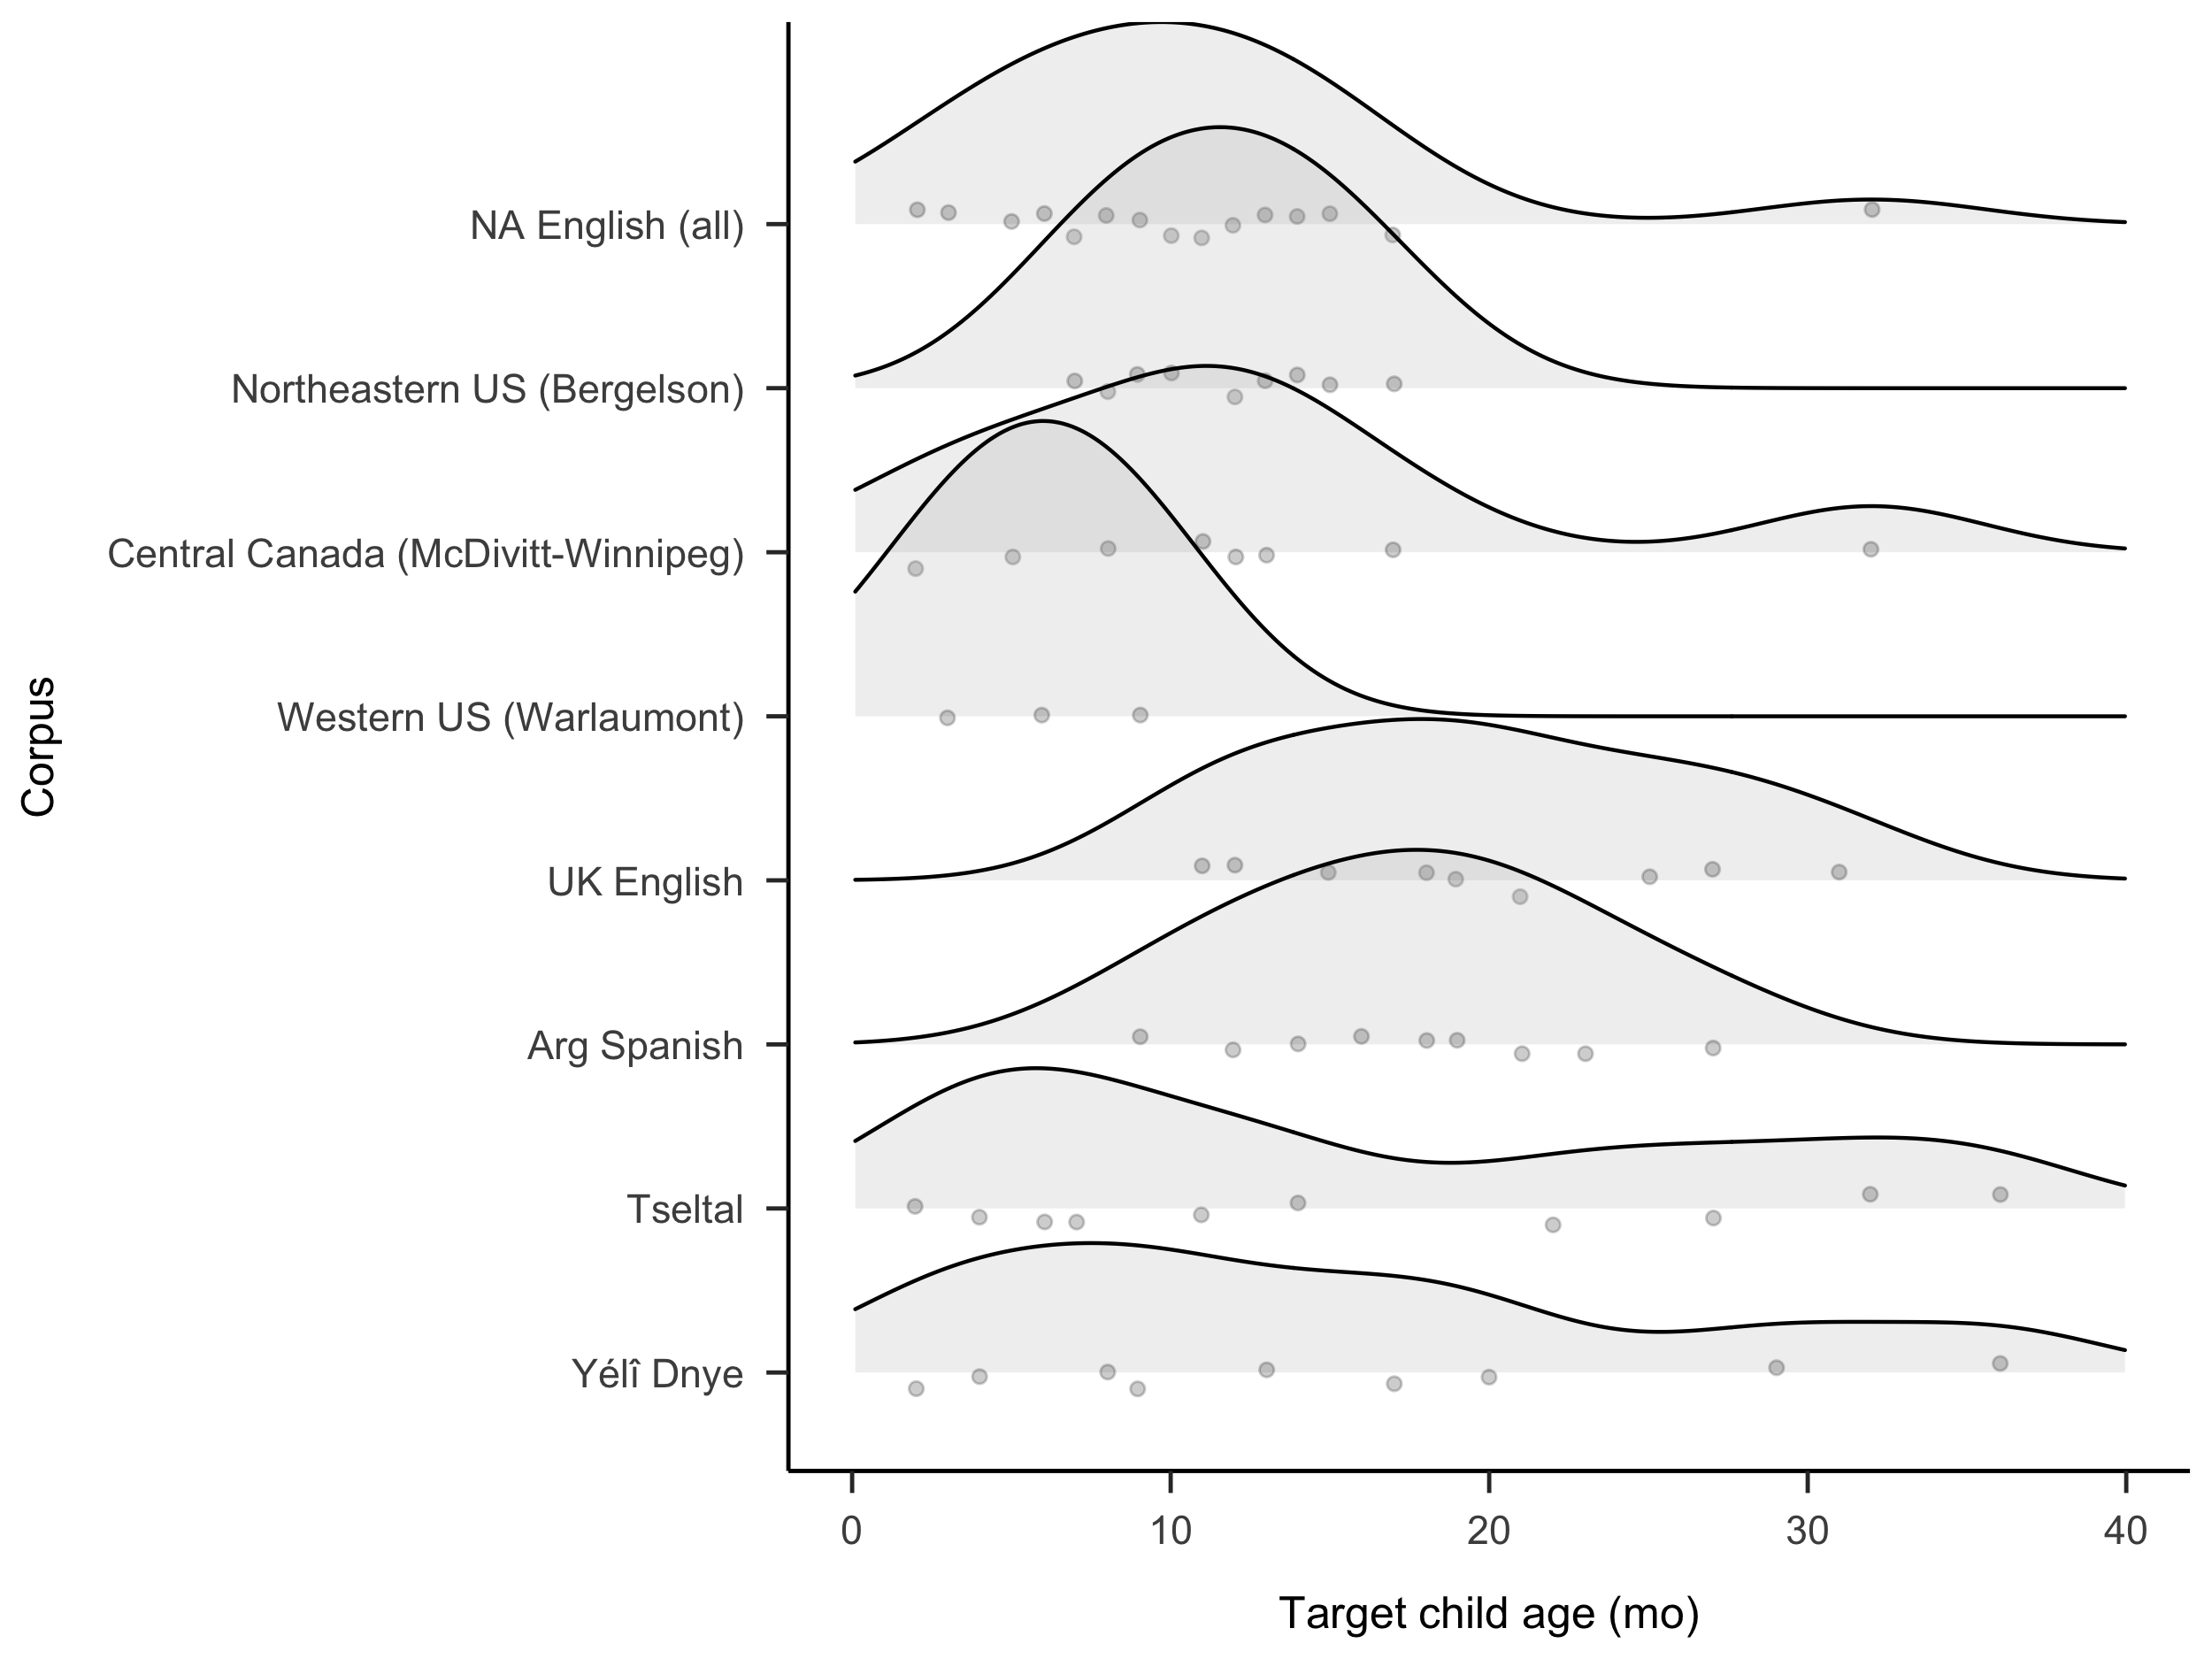 NA English (all)
Northeastern US (Bergelson)
Central Canada (McDivitt-Winnipeg)
Western US (Warlaumont)
UK English
Arg Spanish
Tseltal
Yélî Dnye
Corpus
0 10 20 30 40
Target child age (mo)